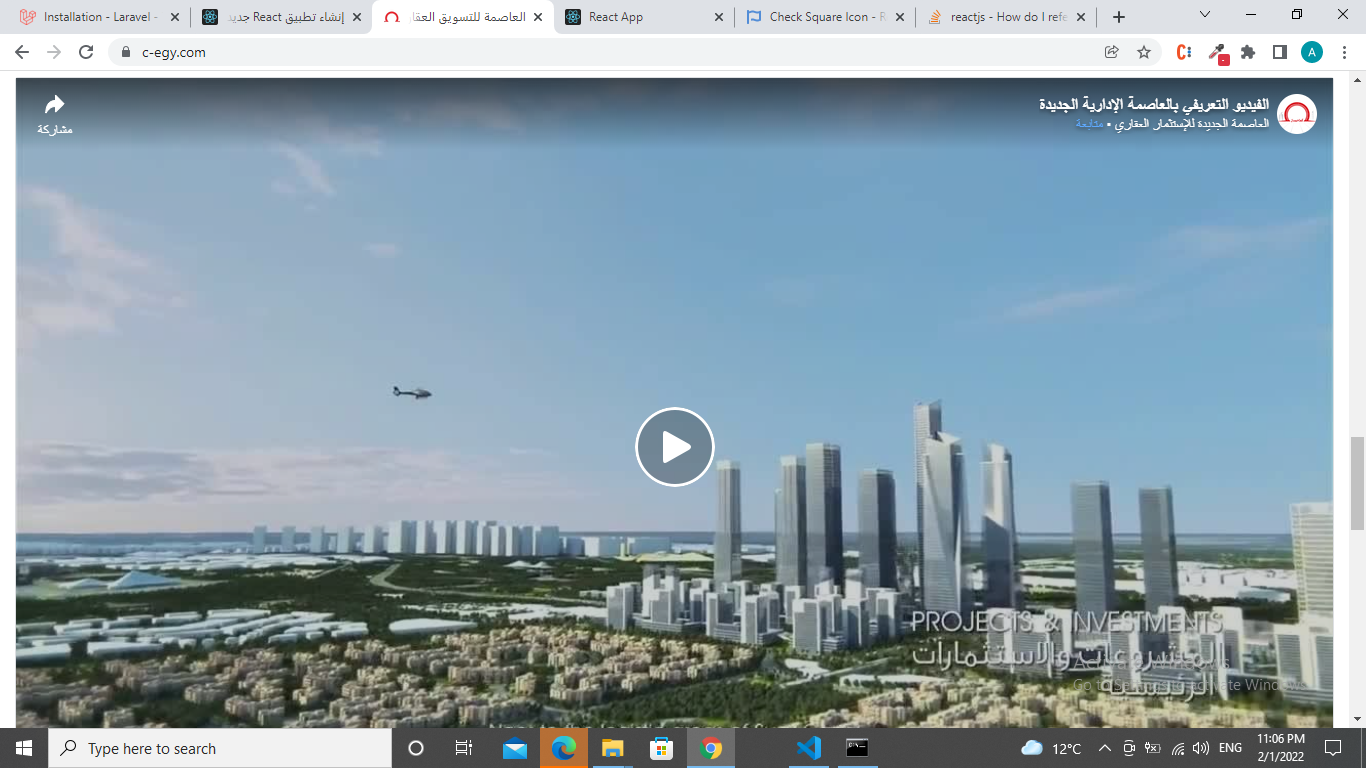 Installation - Laravel -
إنشاء تطبيق React جديد
العاصمة للتسويق العقا
React App
Check Square Icon - R
reactjs - How do I refe
c-egy.com
A
مشاركة
الفيديو التعريفي بالعاصمة الإدارية الجديدة
العاصمة الجديدة للإستثمار العقاري • متابعة
PROJECTS & INVESTMENTS
المشروعات والاستثمارات
Activate Windows
Go to Settings to activate Windows.
Type here to search
12°C
ENG
11:06 PM
2/1/2022